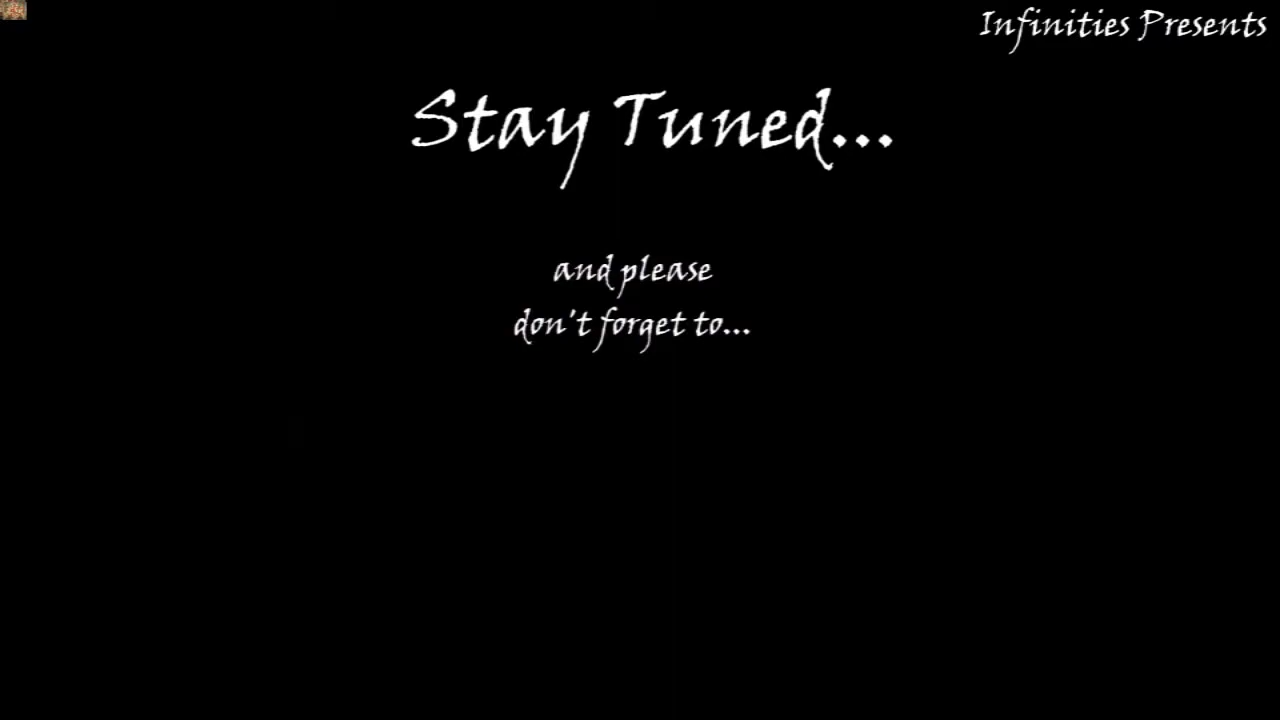 Infinities Presents
Stay Tuned...
and please
don't forget to...